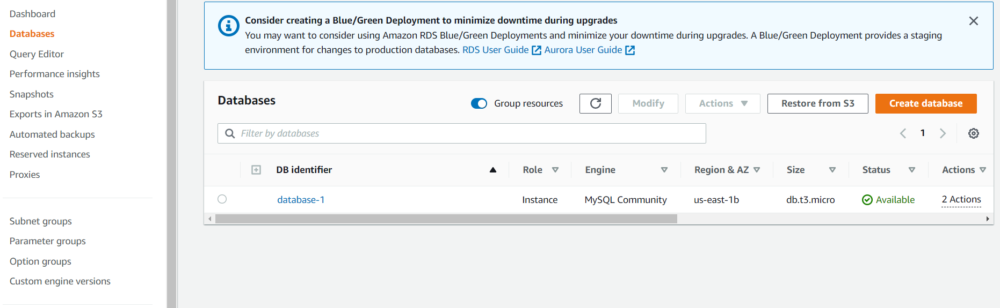 Dashboard
Databases
Query Editor
Performance insights
Snapshots
Exports in Amazon S3
Automated backups
Reserved instances
Proxies
Subnet groups
Parameter groups
Option groups
Custom engine versions
Consider creating a Blue/Green Deployment to minimize downtime during upgrades
You may want to consider using Amazon RDS Blue/Green Deployments and minimize your downtime during upgrades. A Blue/Green Deployment provides a staging
environment for changes to production databases. RDS User Guide Aurora User Guide
Databases Group resources Modify Actions Restore from S3 Create database
Filter by databases 1
DB identifier Role Engine Region & AZ Size Status Actions
database-1 Instance MySQL Community us-east-1b db.t3.micro Available 2 Actions